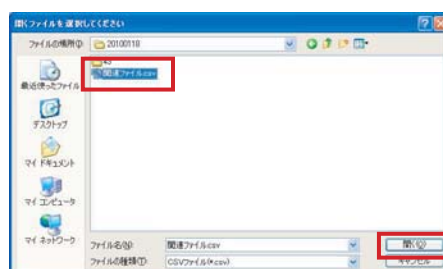 開くファイルを選択してください
ファイルの場所(I):
20100118
43
関連ファイル.csv
最近使ったファイル
デスクトップ
マイ ドキュメント
マイ コンピュータ
マイ ネットワーク
ファイル名(N):
関連ファイル.csv
開く(O)
ファイルの種類(T):
CSVファイル(*.csv)
キャンセル